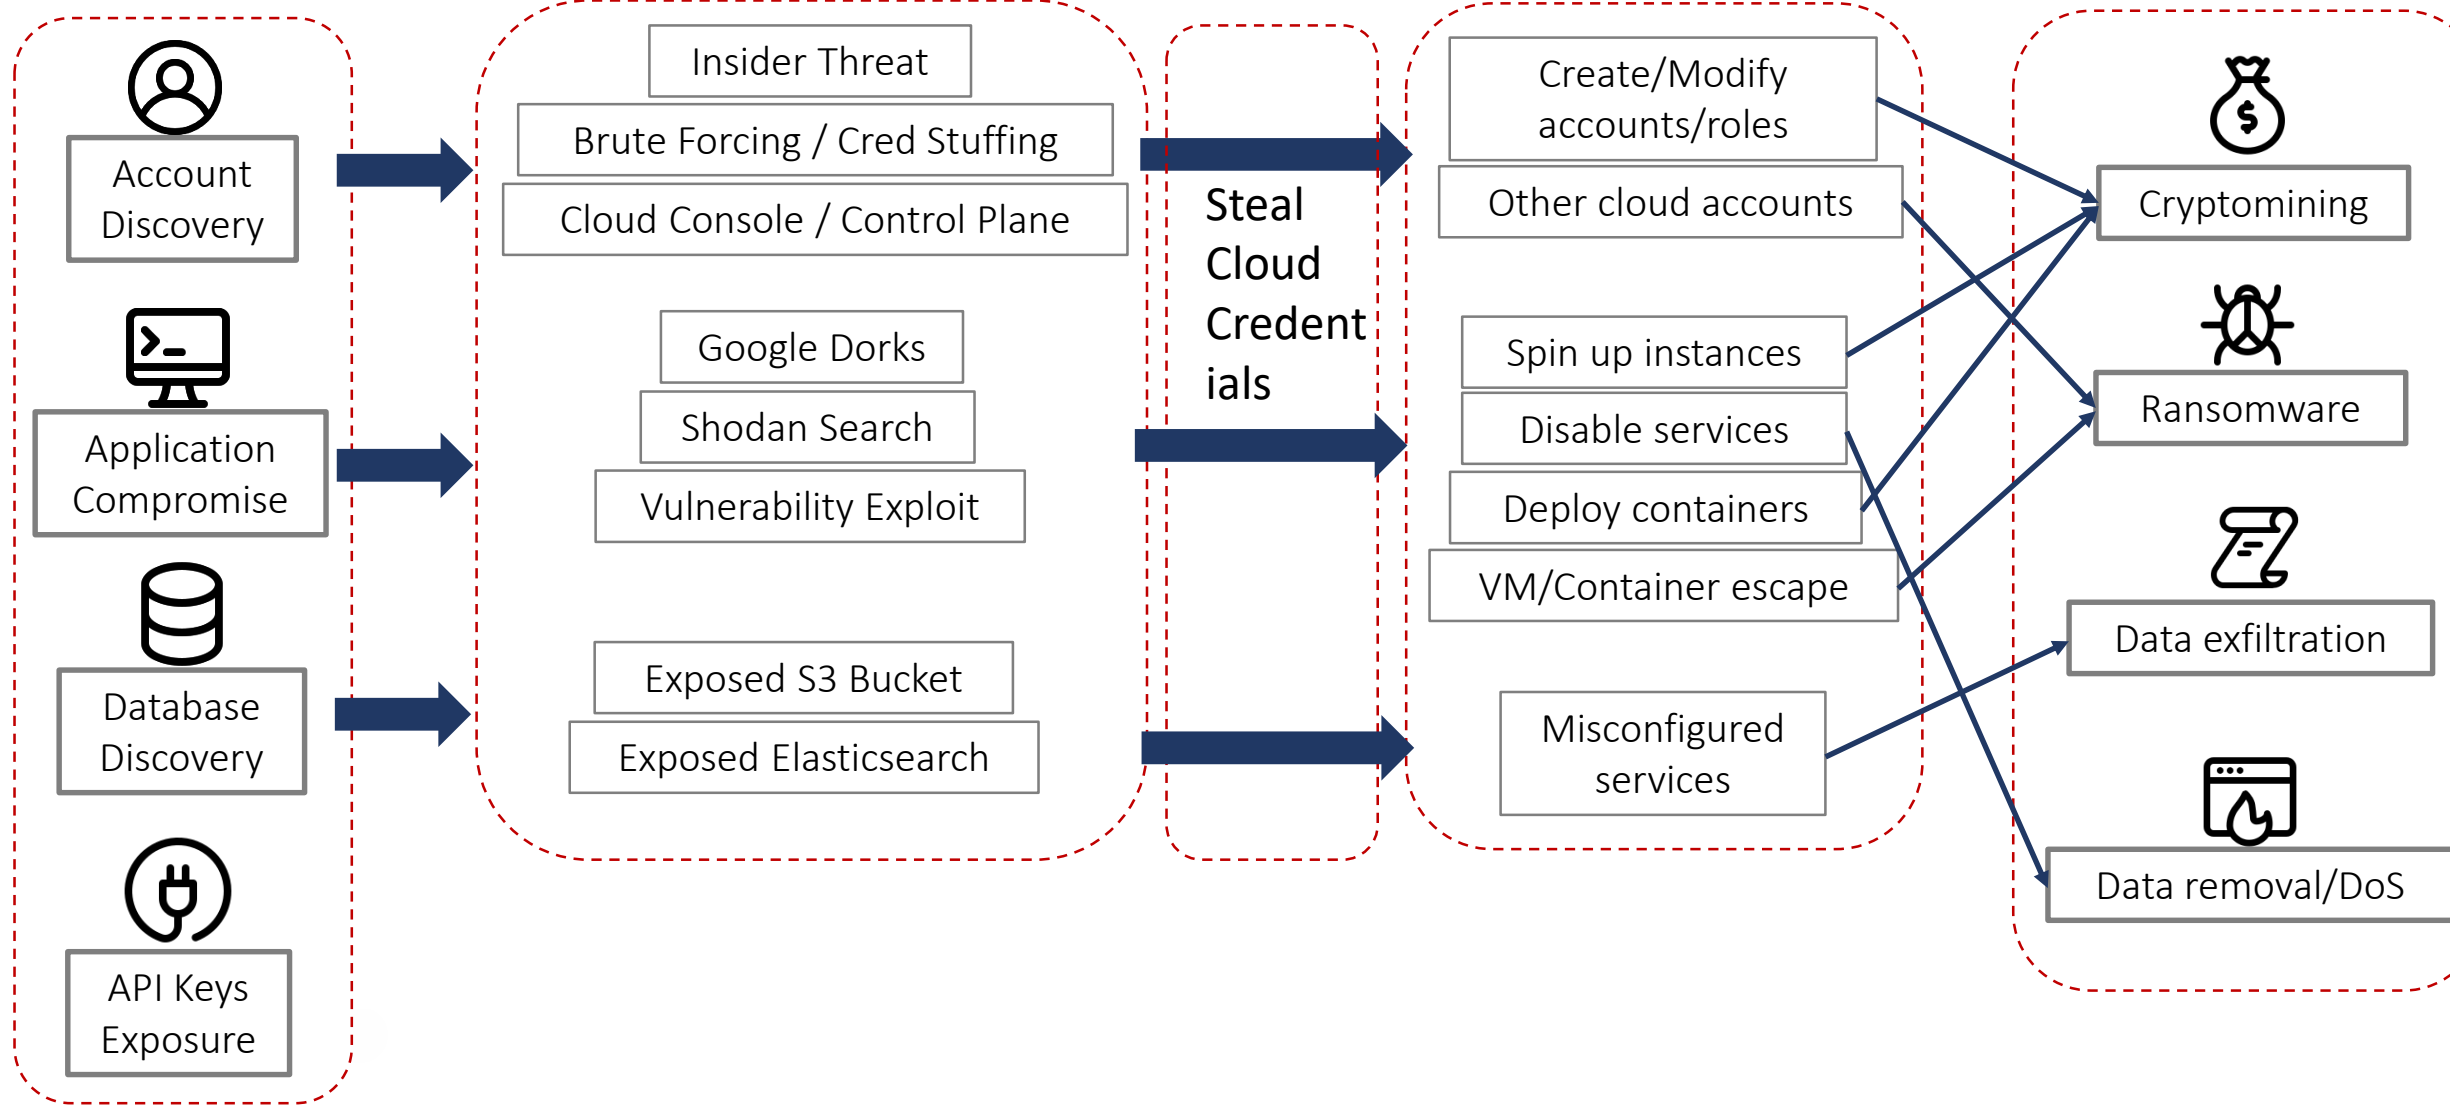 Account
Discovery
Application
Compromise
Database
Discovery
API Keys
Exposure
Insider Threat
Brute Forcing / Cred Stuffing
Cloud Console / Control Plane
Google Dorks
Shodan Search
Vulnerability Exploit
Exposed S3 Bucket
Exposed Elasticsearch
Steal
Cloud
Credent
ials
Create/Modify
accounts/roles
Other cloud accounts
Spin up instances
Disable services
Deploy containers
VM/Container escape
Misconfigured
services
$
Cryptomining
Ransomware
Data exfiltration
Data removal/DoS